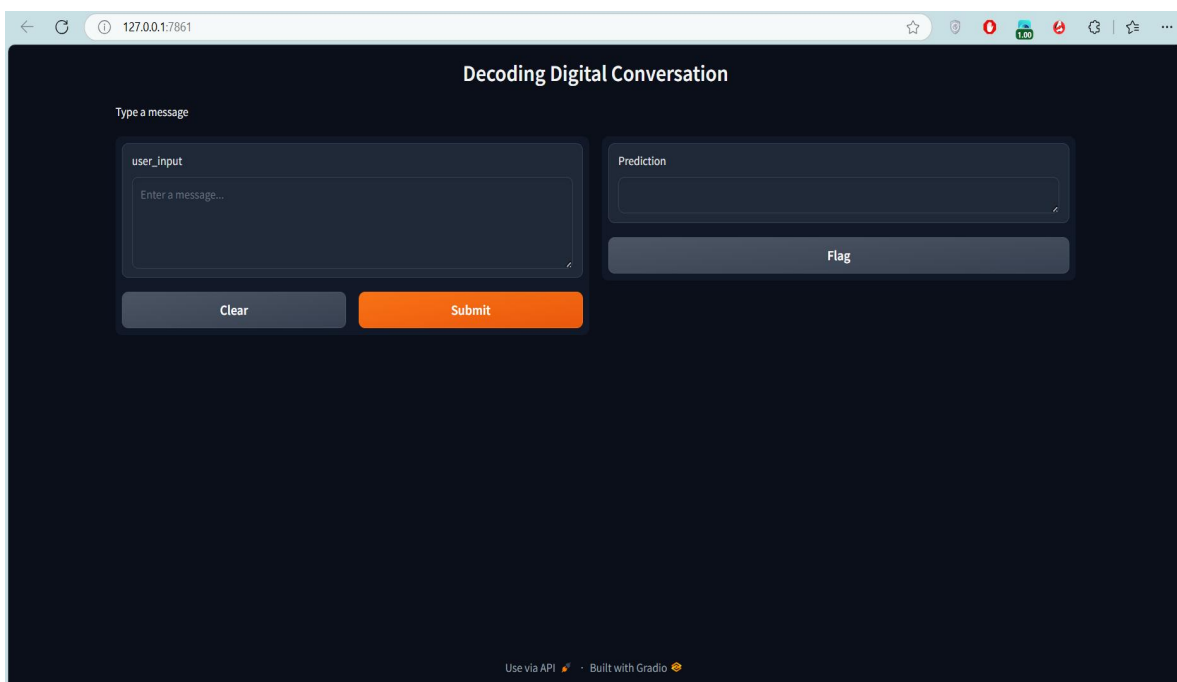 127.0.0.1:7861
1.00
Decoding Digital Conversation
Type a message
user_input
Enter a message...
Clear
Submit
Prediction
Flag
Use via API · Built with Gradio